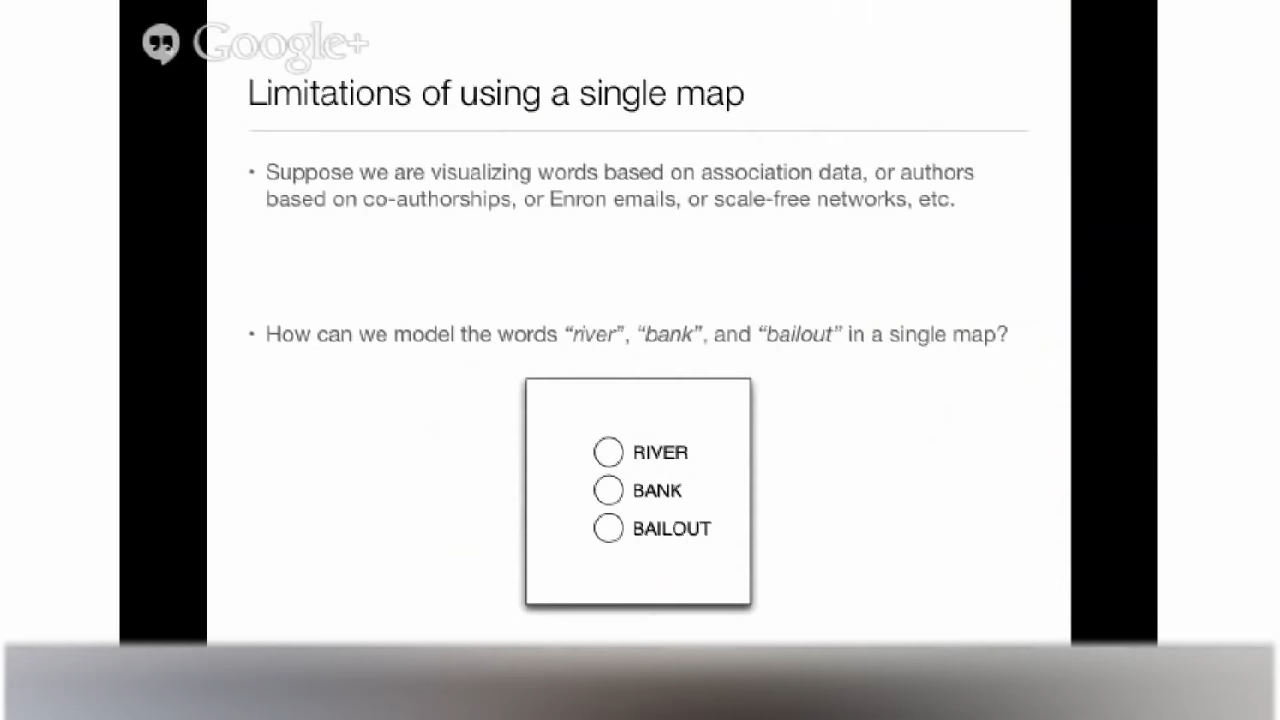 Google+
Limitations of using a single map
• Suppose we are visualizing words based on association data, or authors
based on co-authorships, or Enron emails, or scale-free networks, etc.
• How can we model the words “river”, “bank”, and “bailout” in a single map?
RIVER
BANK
BAILOUT